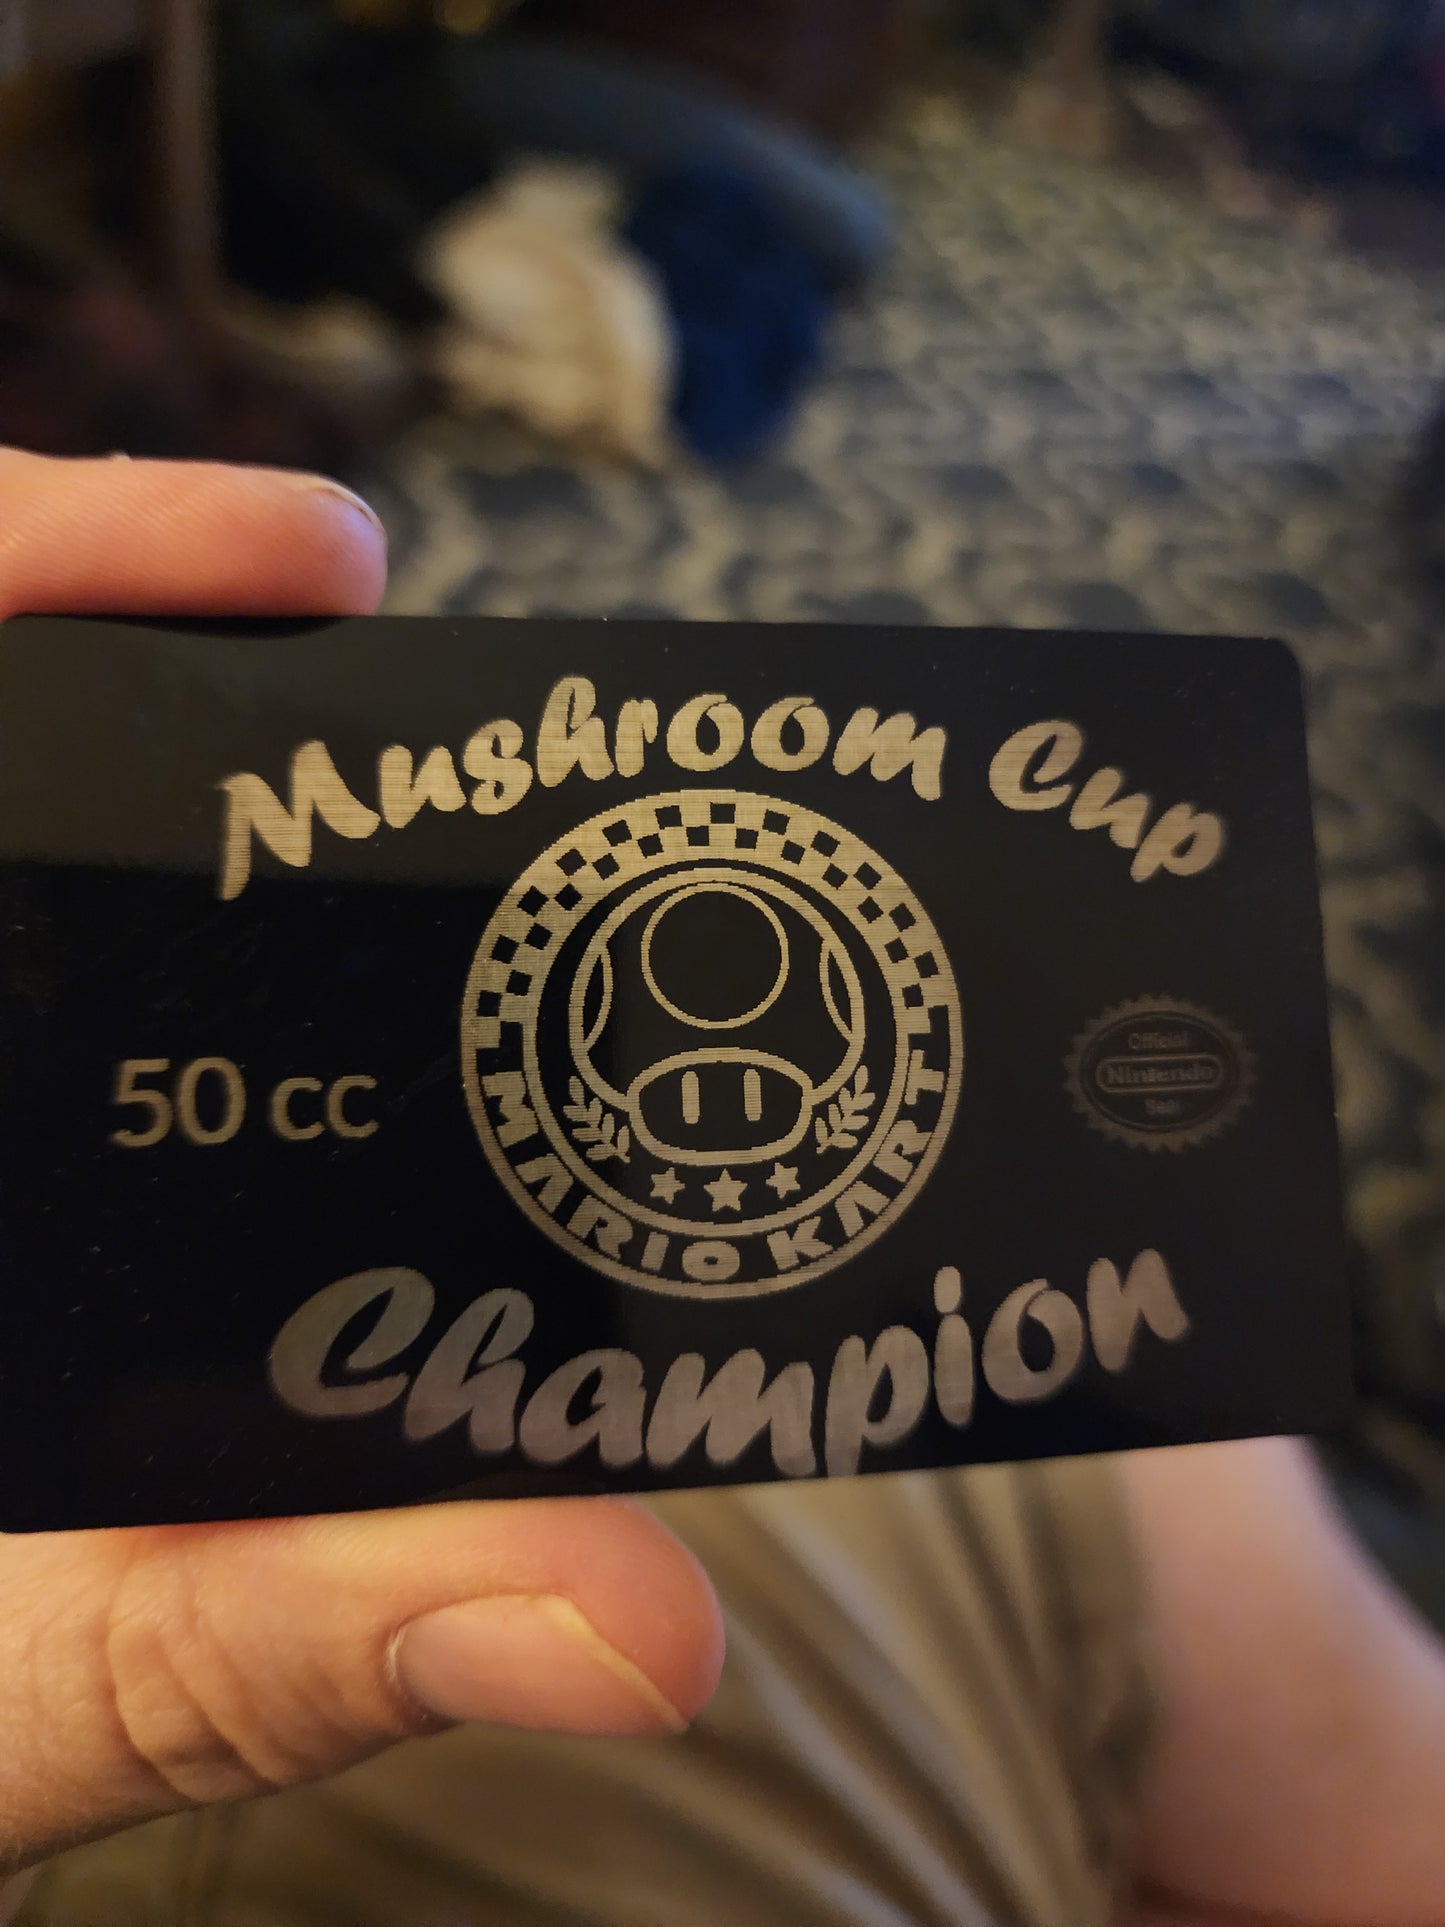 Mushroom Cup
50 cc
MARIO KART
Official
Nintendo
Seal
Champion